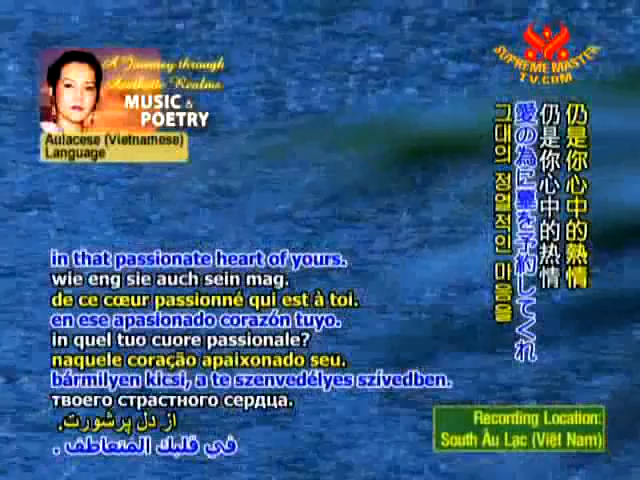 A Journey through
Aesthetic Realms
MUSIC &
POETRY
Aulacese (Vietnamese)
Language
SUPREME MASTER
TV.COM
仍是你心中的熱情
仍是你心中的热情
愛の為に墓を予約してくれ
그대의 정열적인 마음을
in that passionate heart of yours.
wie eng sie auch sein mag.
de ce cœur passionné qui est à toi.
en ese apasionado corazón tuyo.
in quel tuo cuore passionale?
naquele coração apaixonado seu.
bármilyen kicsi, a te szenvedélyes szívedben.
твоего страстного сердца.
از دل پرشورت.
في قلبك المتعاطف .
Recording Location:
South Âu Lạc (Việt Nam)